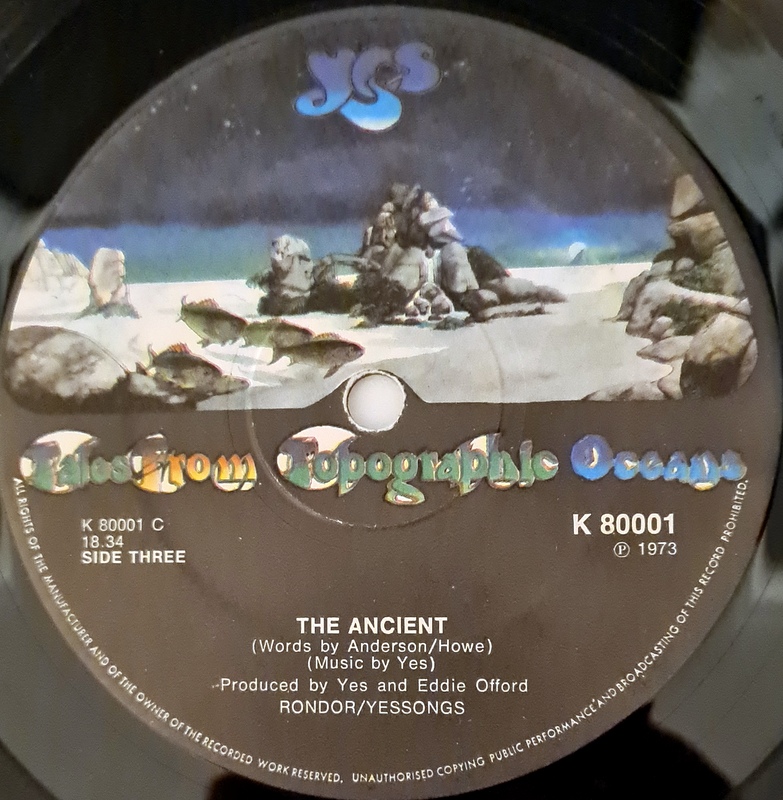 yes
Tales From Topographic Oceans
K 80001 C
18.34
SIDE THREE
K 80001
℗ 1973
THE ANCIENT
(Words by Anderson/Howe)
(Music by Yes)
Produced by Yes and Eddie Offord
RONDOR/YESSONGS
ALL RIGHTS OF THE MANUFACTURER AND OF THE OWNER OF THE RECORDED WORK RESERVED. UNAUTHORISED COPYING PUBLIC PERFORMANCE AND BROADCASTING OF THIS RECORD PROHIBITED.